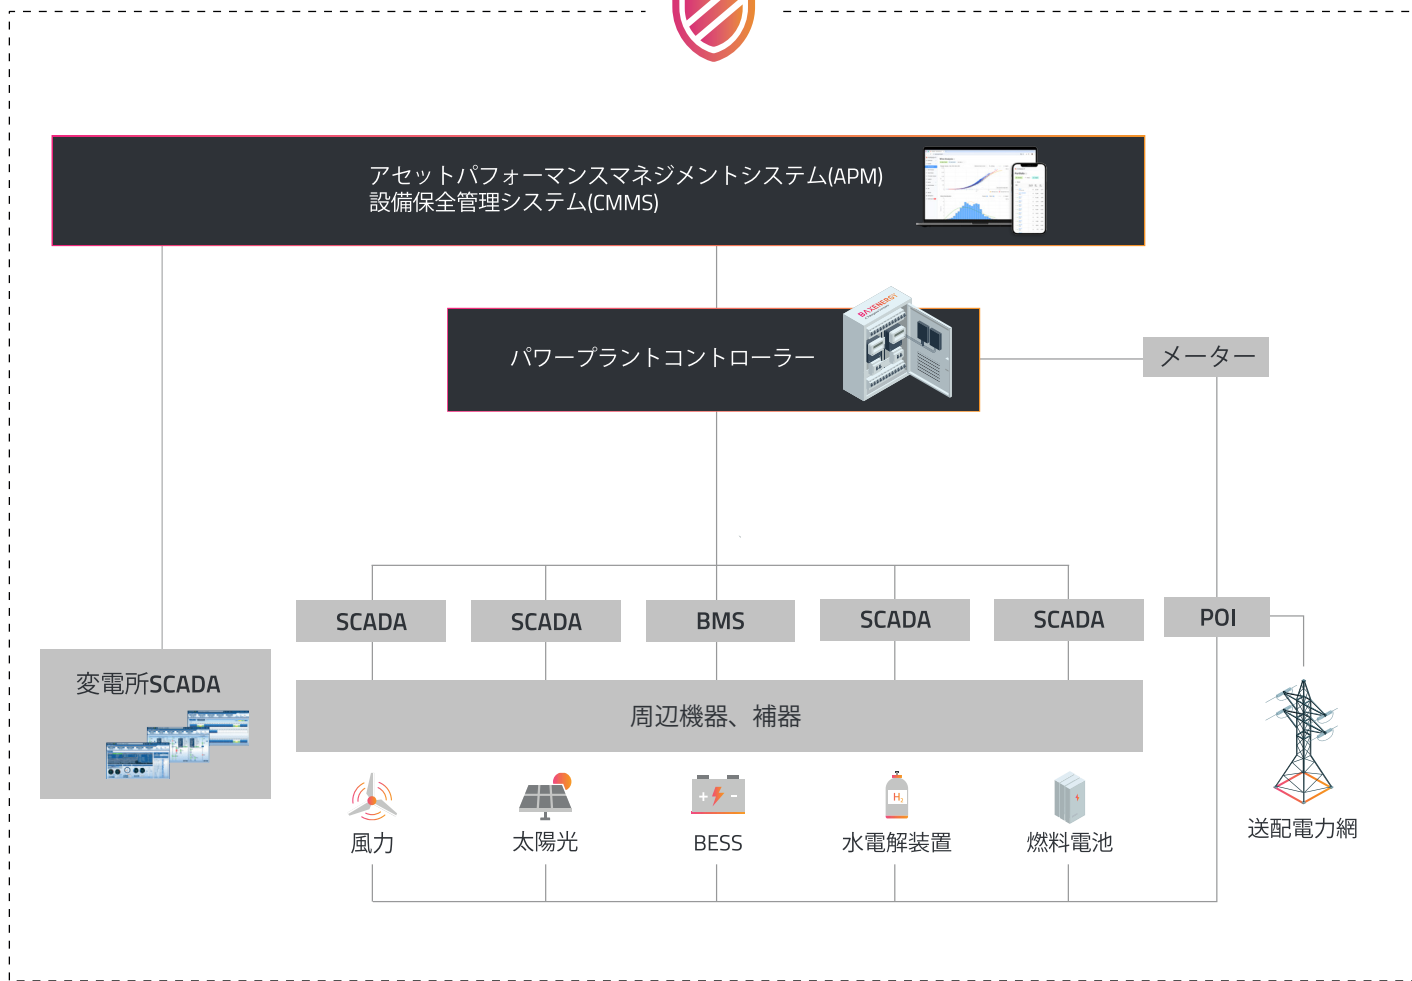 アセットパフォーマンスマネジメントシステム(APM)
設備保全管理システム(CMMS)
BAXENERGY
パワープラントコントローラー
メーター
SCADA
SCADA
BMS
SCADA
SCADA
POI
変電所SCADA
周辺機器、補器
+ -
H₂
風力
太陽光
BESS
水電解装置
燃料電池
送配電力網